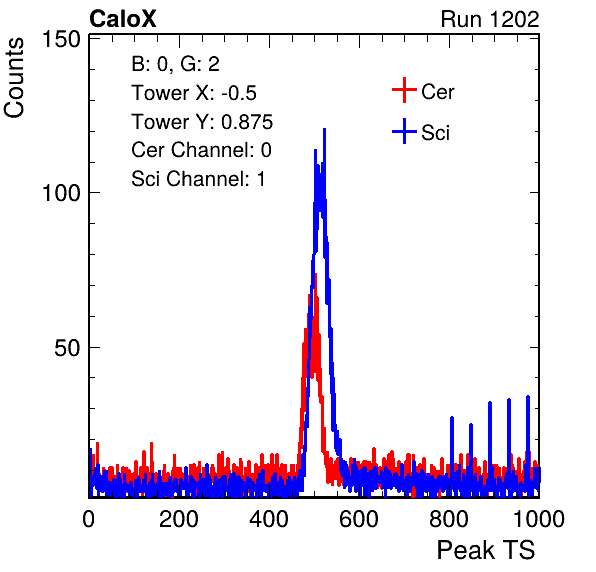 CaloX Run 1202
Counts
150
100
50
B: 0, G: 2
Tower X: -0.5
Tower Y: 0.875
Cer Channel: 0
Sci Channel: 1
Cer
Sci
0 200 400 600 800 1000
Peak TS